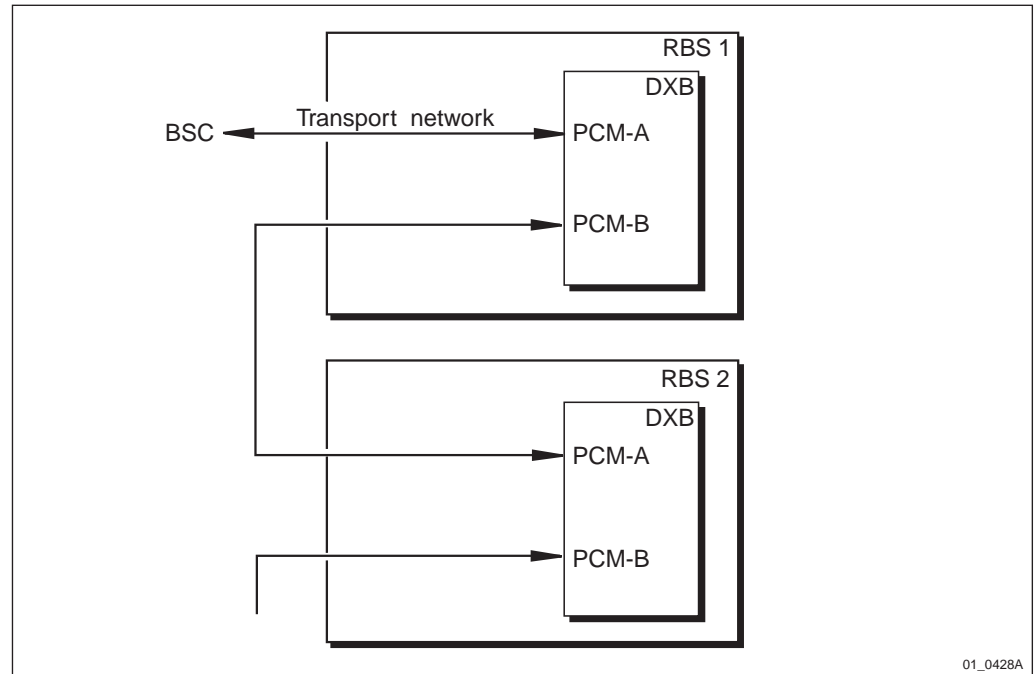 RBS 1
DXB
BSC
Transport network
PCM-A
PCM-B
RBS 2
DXB
PCM-A
PCM-B
01_0428A